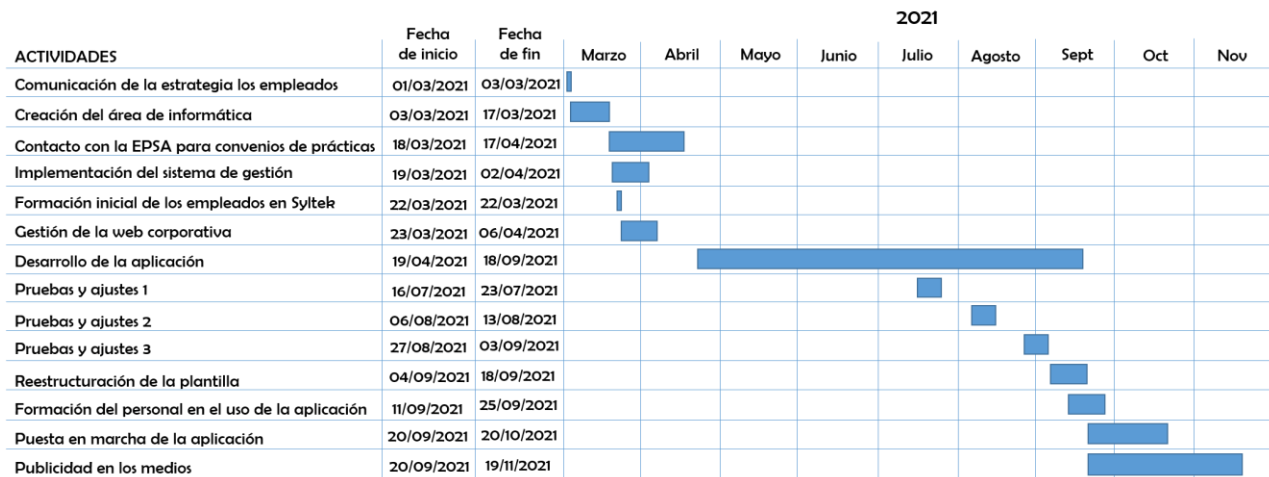 2021
ACTIVIDADES Fecha de inicio Fecha de fin Marzo Abril Mayo Junio Julio Agosto Sept Oct Nov
Comunicación de la estrategia los empleados 01/03/2021 03/03/2021
Creación del área de informática 03/03/2021 17/03/2021
Contacto con la EPSA para convenios de prácticas 18/03/2021 17/04/2021
Implementación del sistema de gestión 19/03/2021 02/04/2021
Formación inicial de los empleados en Syltek 22/03/2021 22/03/2021
Gestión de la web corporativa 23/03/2021 06/04/2021
Desarrollo de la aplicación 19/04/2021 18/09/2021
Pruebas y ajustes 1 16/07/2021 23/07/2021
Pruebas y ajustes 2 06/08/2021 13/08/2021
Pruebas y ajustes 3 27/08/2021 03/09/2021
Reestructuración de la plantilla 04/09/2021 18/09/2021
Formación del personal en el uso de la aplicación 11/09/2021 25/09/2021
Puesta en marcha de la aplicación 20/09/2021 20/10/2021
Publicidad en los medios 20/09/2021 19/11/2021